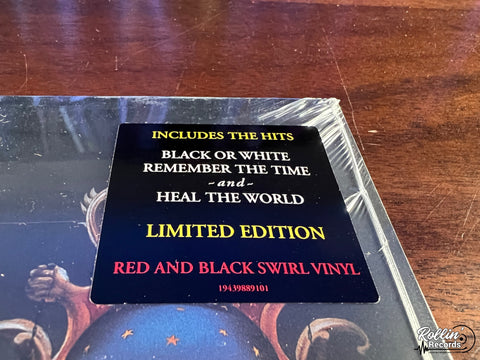 INCLUDES THE HITS
BLACK OR WHITE
REMEMBER THE TIME
-and-
HEAL THE WORLD
LIMITED EDITION
RED AND BLACK SWIRL VINYL
19439889101
Rollin
Records